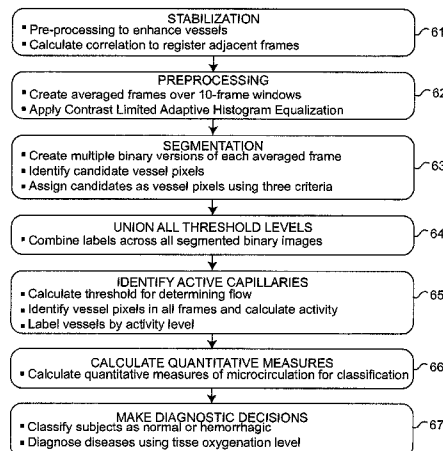 STABILIZATION
▪ Pre-processing to enhance vessels
▪ Calculate correlation to register adjacent frames
61
PREPROCESSING
▪ Create averaged frames over 10-frame windows
▪ Apply Contrast Limited Adaptive Histogram Equalization
62
SEGMENTATION
▪ Create multiple binary versions of each averaged frame
▪ Identify candidate vessel pixels
▪ Assign candidates as vessel pixels using three criteria
63
UNION ALL THRESHOLD LEVELS
▪ Combine labels across all segmented binary images
64
IDENTIFY ACTIVE CAPILLARIES
▪ Calculate threshold for determining flow
▪ Identify vessel pixels in all frames and calculate activity
▪ Label vessels by activity level
65
CALCULATE QUANTITATIVE MEASURES
▪ Calculate quantitative measures of microcirculation for classification
66
MAKE DIAGNOSTIC DECISIONS
▪ Classify subjects as normal or hemorrhagic
▪ Diagnose diseases using tissue oxygenation level
67